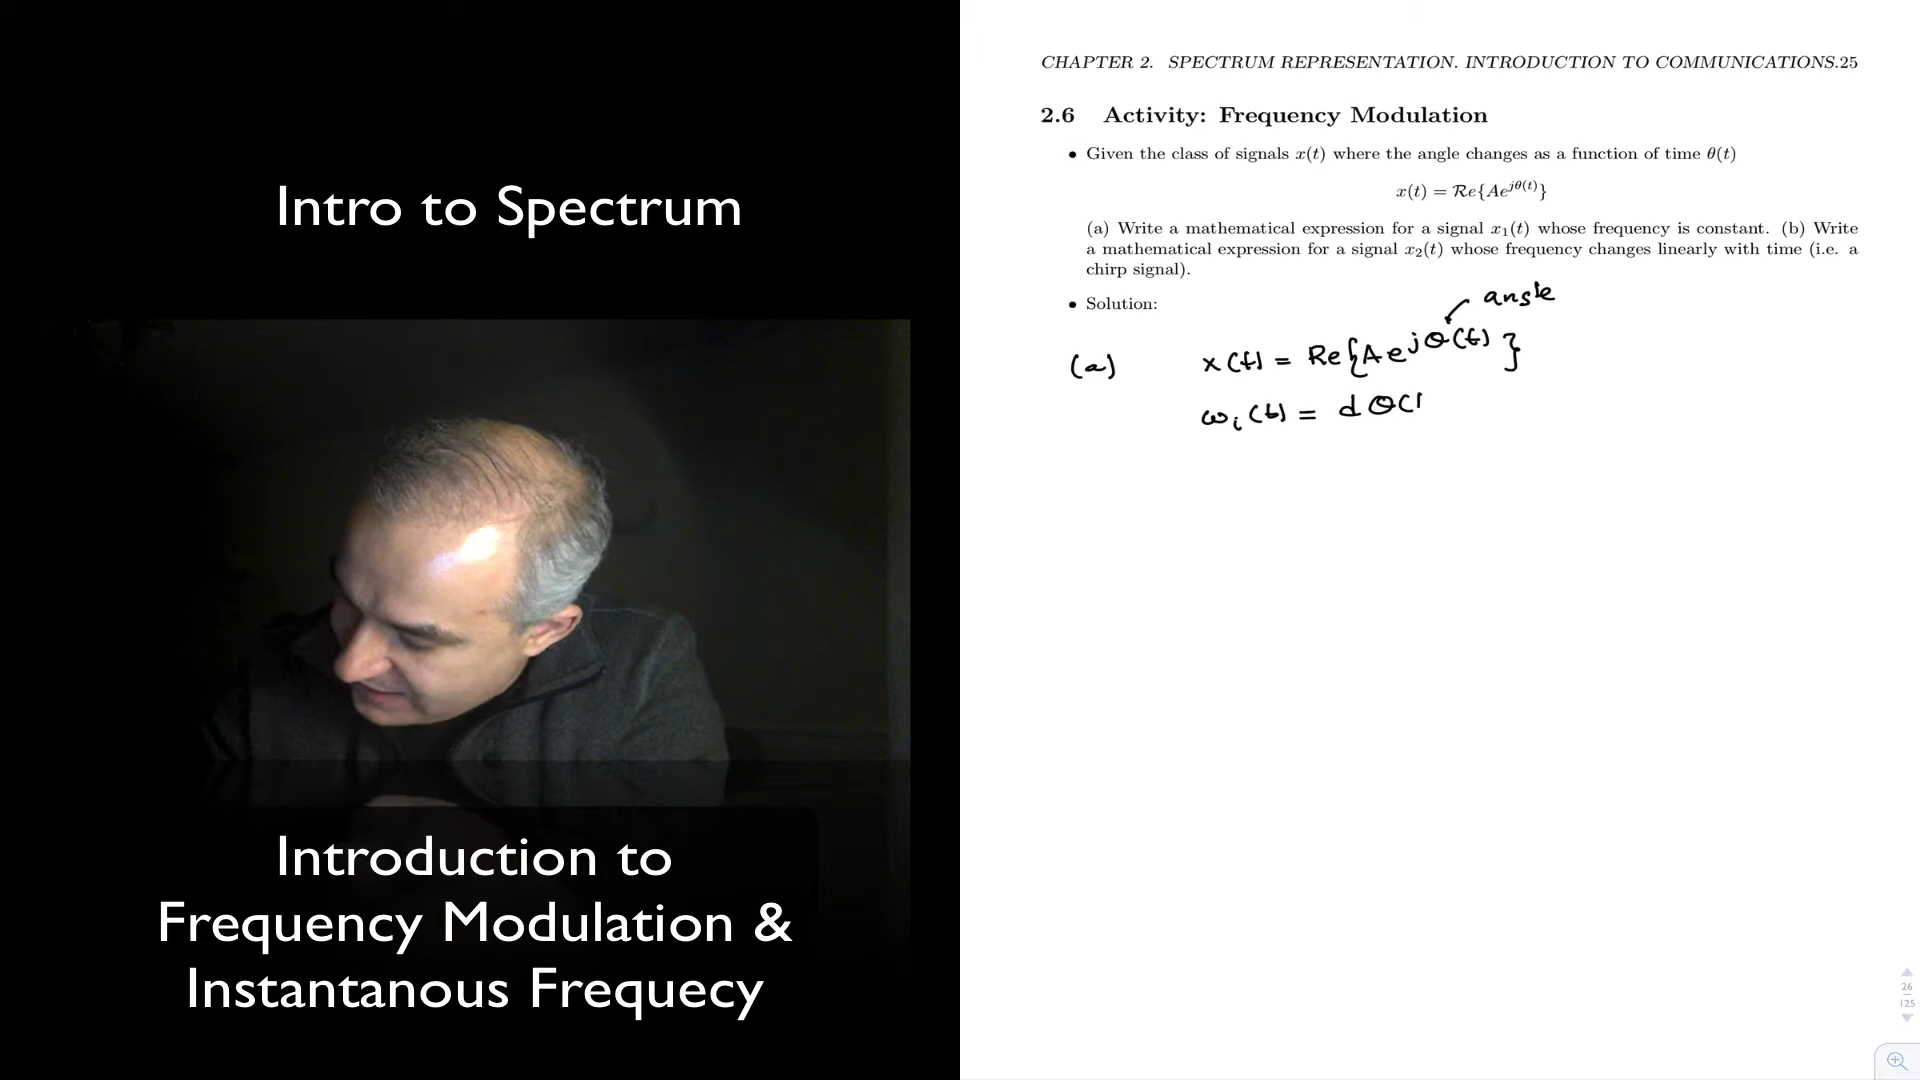 Intro to Spectrum
Introduction to
Frequency Modulation &
Instantanous Frequecy
CHAPTER 2. SPECTRUM REPRESENTATION. INTRODUCTION TO COMMUNICATIONS.25
2.6 Activity: Frequency Modulation
• Given the class of signals x(t) where the angle changes as a function of time θ(t)
x(t) = Re{Ae^{jθ(t)}}
(a) Write a mathematical expression for a signal x₁(t) whose frequency is constant. (b) Write
a mathematical expression for a signal x₂(t) whose frequency changes linearly with time (i.e. a
chirp signal).
• Solution:
angle
(a) x(t) = Re{Ae^{jθ(t)}}
ωᵢ(t) = dθ(
26
125